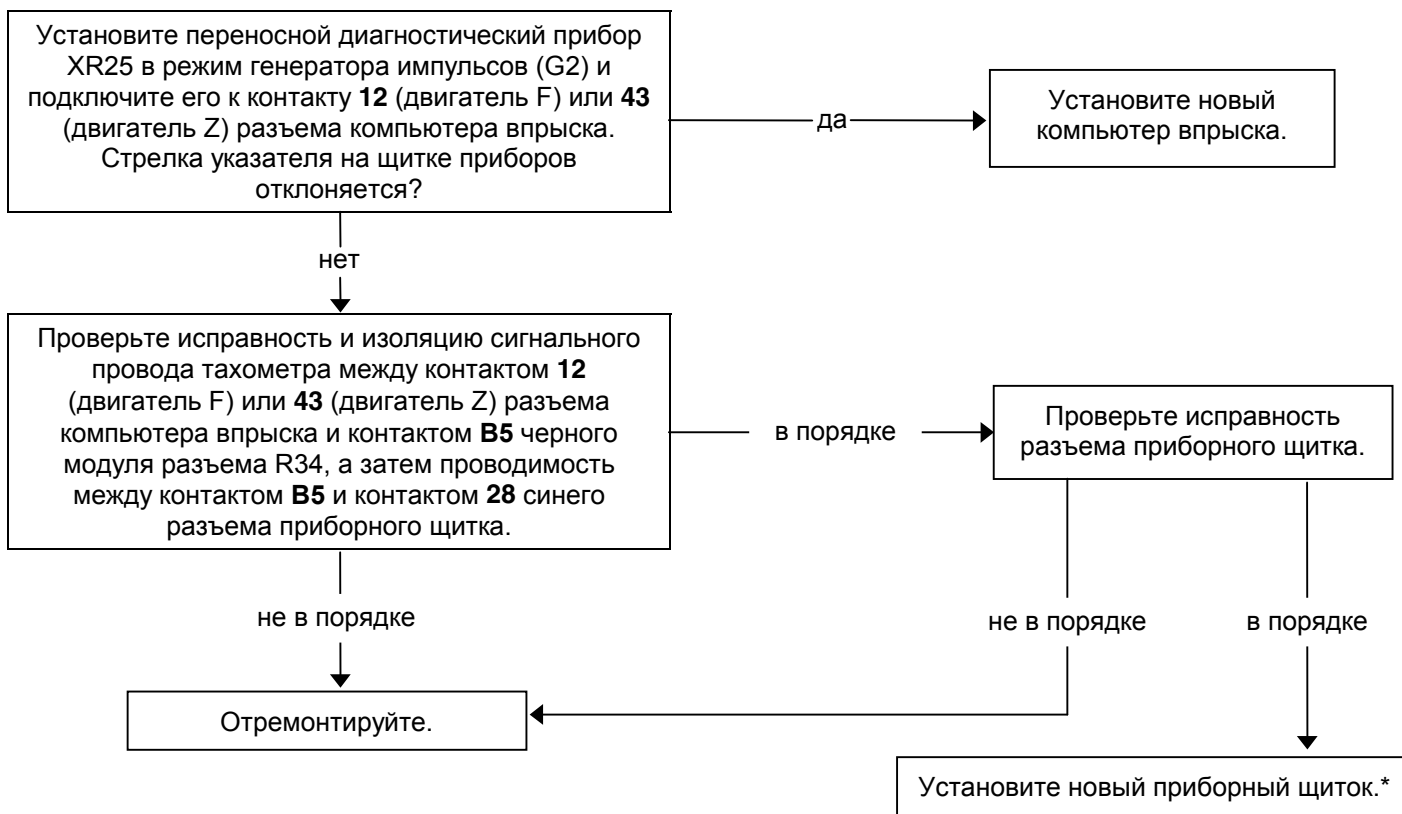 Установите переносной диагностический прибор
XR25 в режим генератора импульсов (G2) и
подключите его к контакту 12 (двигатель F) или 43
(двигатель Z) разъема компьютера впрыска.
Стрелка указателя на щитке приборов
отклоняется?
да
Установите новый
компьютер впрыска.
нет
Проверьте исправность и изоляцию сигнального
провода тахометра между контактом 12
(двигатель F) или 43 (двигатель Z) разъема
компьютера впрыска и контактом B5 черного
модуля разъема R34, а затем проводимость
между контактом B5 и контактом 28 синего
разъема приборного щитка.
в порядке
Проверьте исправность
разъема приборного щитка.
не в порядке
не в порядке
в порядке
Отремонтируйте.
Установите новый приборный щиток.*